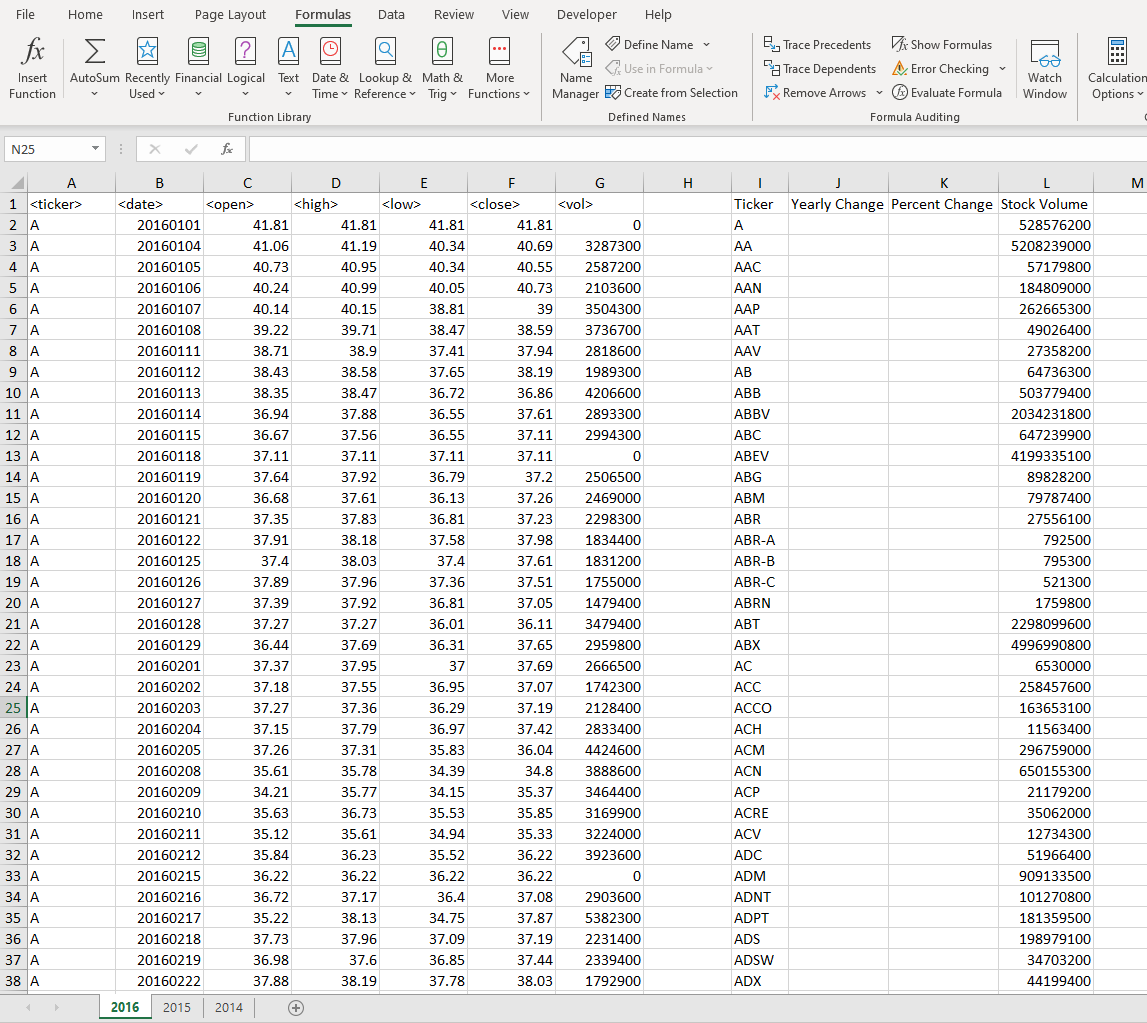 File Home Insert Page Layout Formulas Data Review View Developer Help
Insert Function
AutoSum
Recently Used
Financial
Logical
Text
Date & Time
Lookup & Reference
Math & Trig
More Functions
Function Library
Name Manager
Define Name
Use in Formula
Create from Selection
Defined Names
Trace Precedents
Trace Dependents
Remove Arrows
Show Formulas
Error Checking
Evaluate Formula
Formula Auditing
Watch Window
Calculation Options
N25
fx
A B C D E F G H I J K L M
1 <ticker> <date> <open> <high> <low> <close> <vol> Ticker Yearly Change Percent Change Stock Volume
2 A 20160101 41.81 41.81 41.81 41.81 0 A 528576200
3 A 20160104 41.06 41.19 40.34 40.69 3287300 AA 5208239000
4 A 20160105 40.73 40.95 40.34 40.55 2587200 AAC 57179800
5 A 20160106 40.24 40.99 40.05 40.73 2103600 AAN 184809000
6 A 20160107 40.14 40.15 38.81 39 3504300 AAP 262665300
7 A 20160108 39.22 39.71 38.47 38.59 3736700 AAT 49026400
8 A 20160111 38.71 38.9 37.41 37.94 2818600 AAV 27358200
9 A 20160112 38.43 38.58 37.65 38.19 1989300 AB 64736300
10 A 20160113 38.35 38.47 36.72 36.86 4206600 ABB 503779400
11 A 20160114 36.94 37.88 36.55 37.61 2893300 ABBV 2034231800
12 A 20160115 36.67 37.56 36.55 37.11 2994300 ABC 647239900
13 A 20160118 37.11 37.11 37.11 37.11 0 ABEV 4199335100
14 A 20160119 37.64 37.92 36.79 37.2 2506500 ABG 89828200
15 A 20160120 36.68 37.61 36.13 37.26 2469000 ABM 79787400
16 A 20160121 37.35 37.83 36.81 37.23 2298300 ABR 27556100
17 A 20160122 37.91 38.18 37.58 37.98 1834400 ABR-A 792500
18 A 20160125 37.4 38.03 37.4 37.61 1831200 ABR-B 795300
19 A 20160126 37.89 37.96 37.36 37.51 1755000 ABR-C 521300
20 A 20160127 37.39 37.92 36.81 37.05 1479400 ABRN 1759800
21 A 20160128 37.27 37.27 36.01 36.11 3479400 ABT 2298099600
22 A 20160129 36.44 37.69 36.31 37.65 2959800 ABX 4996990800
23 A 20160201 37.37 37.95 37 37.69 2666500 AC 6530000
24 A 20160202 37.18 37.55 36.95 37.07 1742300 ACC 258457600
25 A 20160203 37.27 37.36 36.29 37.19 2128400 ACCO 163653100
26 A 20160204 37.15 37.79 36.97 37.42 2833400 ACH 11563400
27 A 20160205 37.26 37.31 35.83 36.04 4424600 ACM 296759000
28 A 20160208 35.61 35.78 34.39 34.8 3888600 ACN 650155300
29 A 20160209 34.21 35.77 34.15 35.37 3464400 ACP 21179200
30 A 20160210 35.63 36.73 35.53 35.85 3169900 ACRE 35062000
31 A 20160211 35.12 35.61 34.94 35.33 3224000 ACV 12734300
32 A 20160212 35.84 36.23 35.52 36.22 3923600 ADC 51966400
33 A 20160215 36.22 36.22 36.22 36.22 0 ADM 909133500
34 A 20160216 36.72 37.17 36.4 37.08 2903600 ADNT 101270800
35 A 20160217 35.22 38.13 34.75 37.87 5382300 ADPT 181359500
36 A 20160218 37.73 37.96 37.09 37.19 2231400 ADS 198979100
37 A 20160219 36.98 37.6 36.85 37.44 2339400 ADSW 34703200
38 A 20160222 37.88 38.19 37.78 38.03 1792900 ADX 44199400
2016 2015 2014